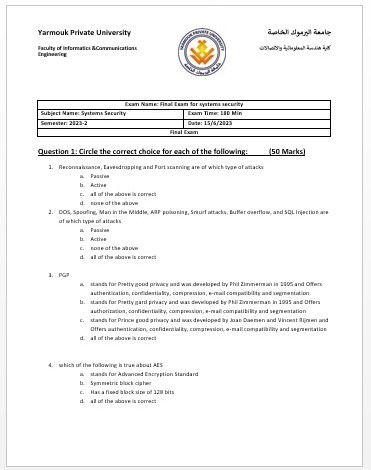 Yarmouk Private University
جامعة اليرموك الخاصة
Faculty of Informatics &Communications
Engineering
كلية هندسة المعلوماتية والاتصالات
Exam Name: Final Exam for systems security
Subject Name: Systems Security Exam Time: 180 Min
Semester: 2023-2 Date: 15/6/2023
Final Exam
Question 1: Circle the correct choice for each of the following: (50 Marks)
1. Reconnaissance, Eavesdropping and Port scanning are of which type of attacks
a. Passive
b. Active
c. all of the above is correct
d. none of the above
2. DOS, Spoofing, Man in the Middle, ARP poisoning, Smurf attacks, Buffer overflow, and SQL Injection are
of which type of attacks
a. Passive
b. Active
c. none of the above
d. all of the above is correct
3. PGP
a. stands for Pretty good privacy and was developed by Phil Zimmerman in 1995 and Offers
authentication, confidentiality, compression, e-mail compatibility and segmentation
b. stands for Pretty gard privacy and was developed by Phil Zimmerman in 1995 and Offers
authorization, confidentiality, compression, e-mail compatibility and segmentation
c. stands for Prince good privacy and was developed by Joan Daemen and Vincent Rijmen and
Offers authentication, confidentiality, compression, e-mail compatibility and segmentation
d. all of the above is correct
4. which of the following is true about AES
a. stands for Advanced Encryption Standard
b. Symmetric block cipher
c. Has a fixed block size of 128 bits
d. all of the above is correct